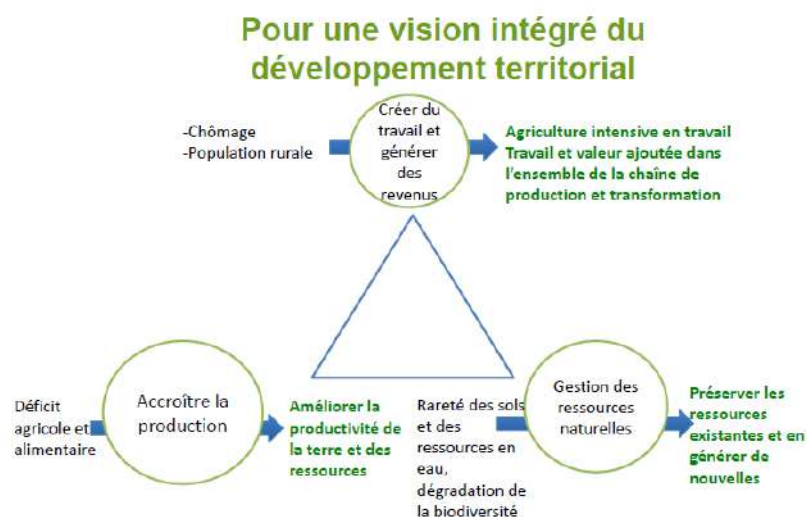 Pour une vision intégré du
développement territorial
-Chômage
-Population rurale
Créer du
travail et
générer
des
revenus
Agriculture intensive en travail
Travail et valeur ajoutée dans
l'ensemble de la chaîne de
production et transformation
Déficit
agricole et
alimentaire
Accroître la
production
Améliorer la
productivité de
la terre et des
ressources
Rareté des sols
et des
ressources en
eau,
dégradation de
la biodiversité
Gestion des
ressources
naturelles
Préserver les
ressources
existantes et en
générer de
nouvelles